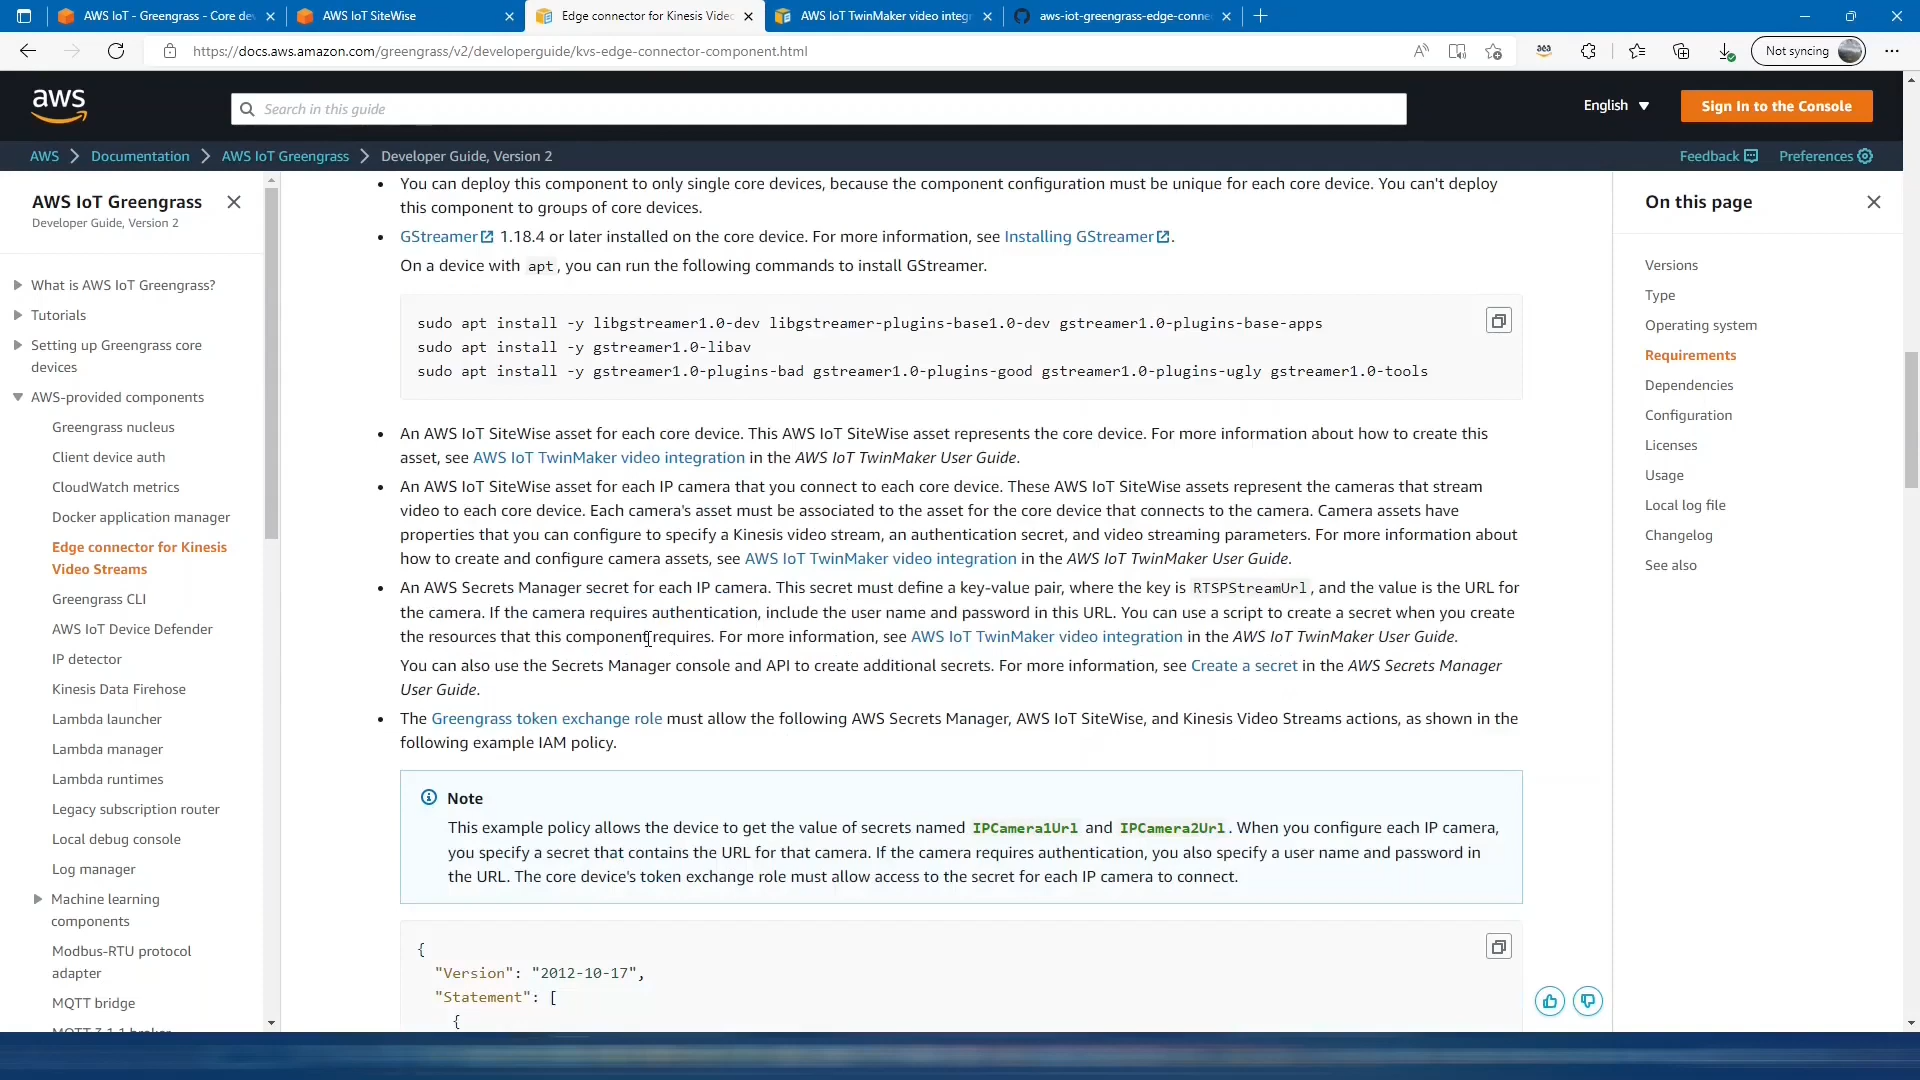 AWS IoT - Greengrass - Core de
AWS IoT SiteWise
Edge connector for Kinesis Vide
AWS IoT TwinMaker video integ
aws-iot-greengrass-edge-conne
https://docs.aws.amazon.com/greengrass/v2/developerguide/kvs-edge-connector-component.html
Not syncing
aws
Search in this guide
English
Sign In to the Console
AWS
Documentation
AWS IoT Greengrass
Developer Guide, Version 2
Feedback
Preferences
AWS IoT Greengrass
Developer Guide, Version 2
What is AWS IoT Greengrass?
Tutorials
Setting up Greengrass core
devices
AWS-provided components
Greengrass nucleus
Client device auth
CloudWatch metrics
Docker application manager
Edge connector for Kinesis
Video Streams
Greengrass CLI
AWS IoT Device Defender
IP detector
Kinesis Data Firehose
Lambda launcher
Lambda manager
Lambda runtimes
Legacy subscription router
Local debug console
Log manager
Machine learning
components
Modbus-RTU protocol
adapter
MQTT bridge
MQTT 3.1.1 broker
• You can deploy this component to only single core devices, because the component configuration must be unique for each core device. You can't deploy
this component to groups of core devices.
• GStreamer 1.18.4 or later installed on the core device. For more information, see Installing GStreamer.
On a device with apt, you can run the following commands to install GStreamer.
sudo apt install -y libgstreamer1.0-dev libgstreamer-plugins-base1.0-dev gstreamer1.0-plugins-base-apps
sudo apt install -y gstreamer1.0-libav
sudo apt install -y gstreamer1.0-plugins-bad gstreamer1.0-plugins-good gstreamer1.0-plugins-ugly gstreamer1.0-tools
• An AWS IoT SiteWise asset for each core device. This AWS IoT SiteWise asset represents the core device. For more information about how to create this
asset, see AWS IoT TwinMaker video integration in the AWS IoT TwinMaker User Guide.
• An AWS IoT SiteWise asset for each IP camera that you connect to each core device. These AWS IoT SiteWise assets represent the cameras that stream
video to each core device. Each camera's asset must be associated to the asset for the core device that connects to the camera. Camera assets have
properties that you can configure to specify a Kinesis video stream, an authentication secret, and video streaming parameters. For more information about
how to create and configure camera assets, see AWS IoT TwinMaker video integration in the AWS IoT TwinMaker User Guide.
• An AWS Secrets Manager secret for each IP camera. This secret must define a key-value pair, where the key is RTSPStreamUrl, and the value is the URL for
the camera. If the camera requires authentication, include the user name and password in this URL. You can use a script to create a secret when you create
the resources that this component requires. For more information, see AWS IoT TwinMaker video integration in the AWS IoT TwinMaker User Guide.
You can also use the Secrets Manager console and API to create additional secrets. For more information, see Create a secret in the AWS Secrets Manager
User Guide.
• The Greengrass token exchange role must allow the following AWS Secrets Manager, AWS IoT SiteWise, and Kinesis Video Streams actions, as shown in the
following example IAM policy.
Note
This example policy allows the device to get the value of secrets named IPCamera1Url and IPCamera2Url. When you configure each IP camera,
you specify a secret that contains the URL for that camera. If the camera requires authentication, you also specify a user name and password in
the URL. The core device's token exchange role must allow access to the secret for each IP camera to connect.
{
"Version": "2012-10-17",
"Statement": [
{
On this page
Versions
Type
Operating system
Requirements
Dependencies
Configuration
Licenses
Usage
Local log file
Changelog
See also